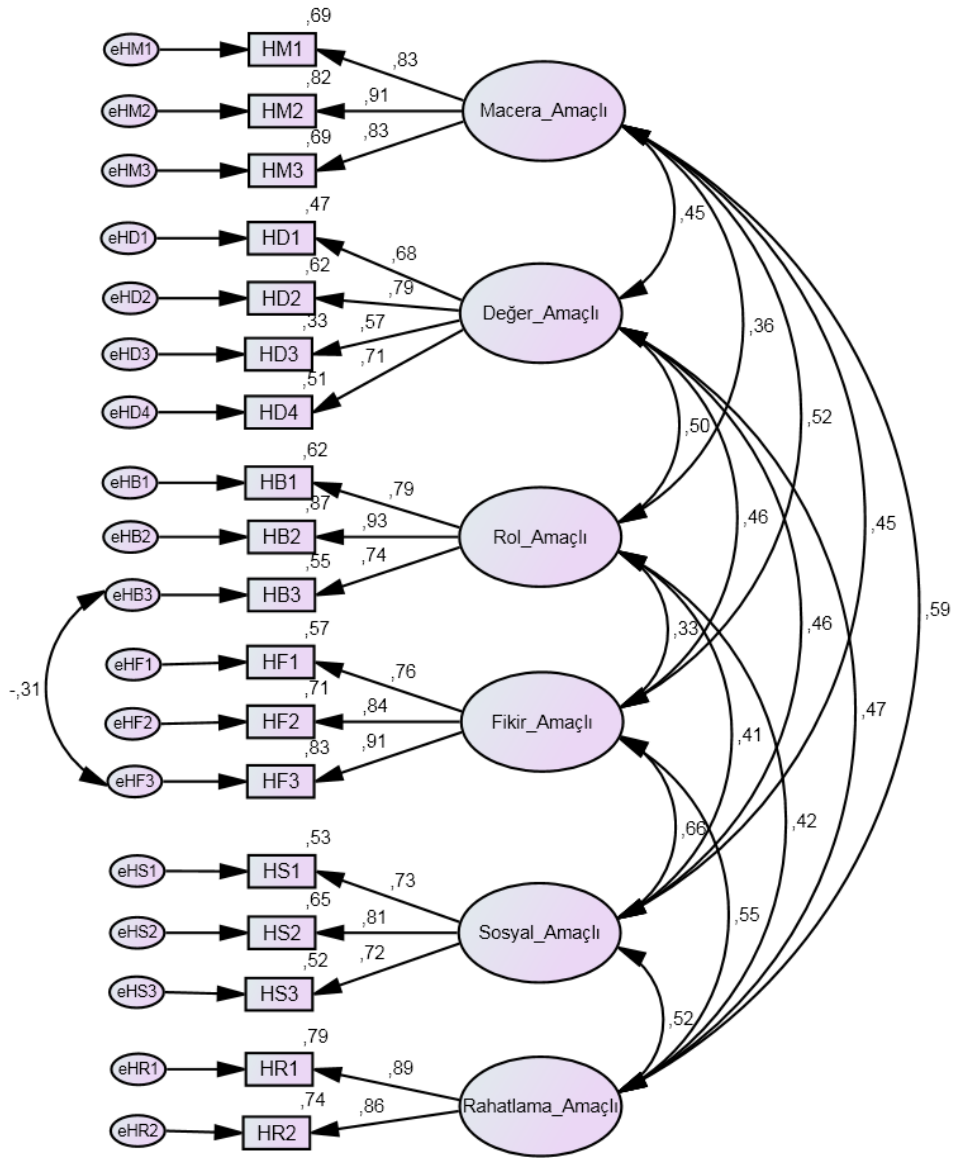 ,69
eHM1 HM1 ,83
,82
eHM2 HM2 ,91 Macera_Amaçlı
,69
eHM3 HM3 ,83
,47 ,45
eHD1 HD1 ,68
,62
eHD2 HD2 ,79 Değer_Amaçlı
,33 ,57 ,36
eHD3 HD3 ,71
,51
eHD4 HD4 ,50 ,52
,62
eHB1 HB1 ,79
,87
eHB2 HB2 ,93 Rol_Amaçlı ,46 ,45
,55 ,74
eHB3 HB3
,57 ,33 ,46 ,59
eHF1 HF1 ,76
-,31 ,71
eHF2 HF2 ,84 Fikir_Amaçlı ,47
,83 ,91 ,41
eHF3 HF3
,53 ,66 ,42
eHS1 HS1 ,73
,65 ,55
eHS2 HS2 ,81 Sosyal_Amaçlı
,52 ,72
eHS3 HS3
,79 ,52
eHR1 HR1 ,89
,74 ,86 Rahatlama_Amaçlı
eHR2 HR2